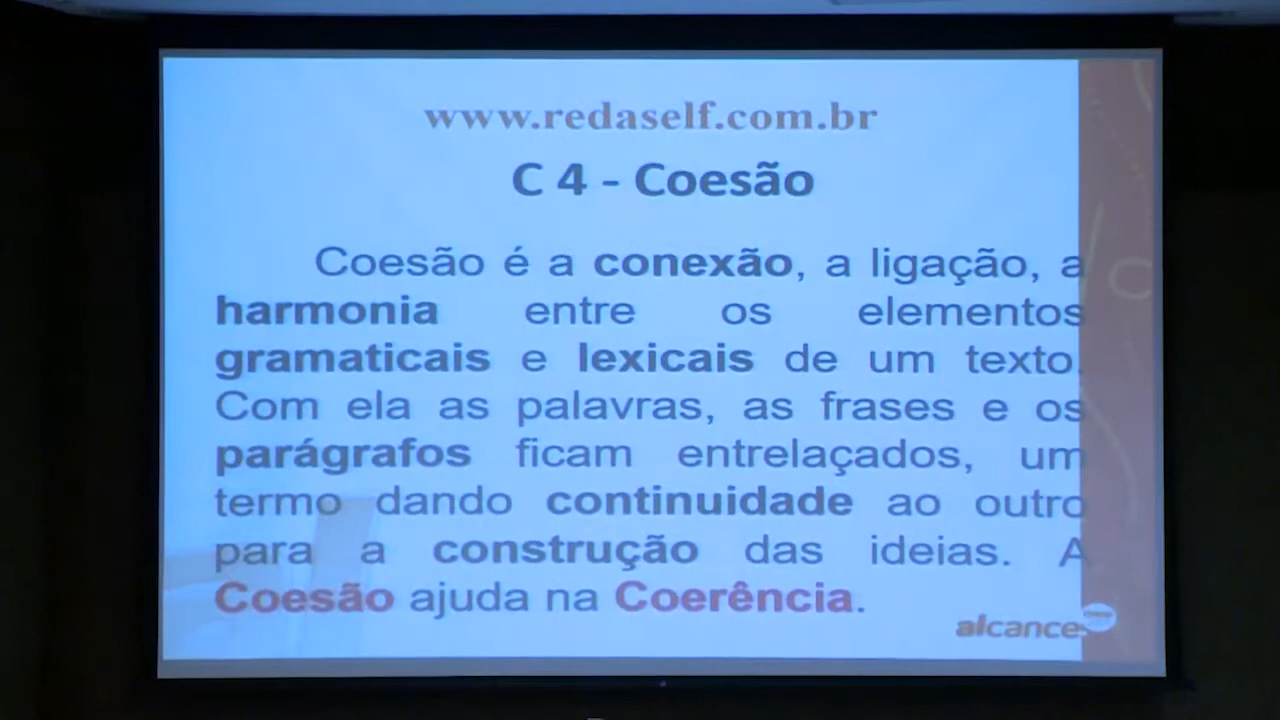 www.redaself.com.br
C 4 - Coesão
Coesão é a conexão, a ligação, a
harmonia entre os elementos
gramaticais e lexicais de um texto.
Com ela as palavras, as frases e os
parágrafos ficam entrelaçados, um
termo dando continuidade ao outro
para a construção das ideias. A
Coesão ajuda na Coerência.
alcance